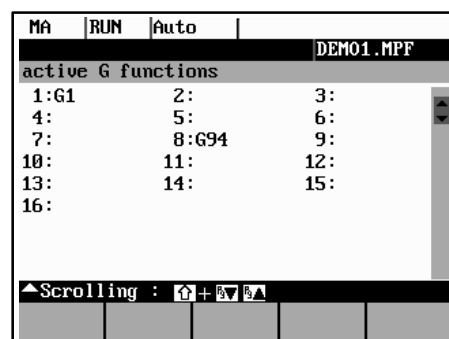 MA RUN Auto
DEMO1.MPF
active G functions
1:G1 2: 3:
4: 5: 6:
7: 8:G94 9:
10: 11: 12:
13: 14: 15:
16:
Scrolling :  +